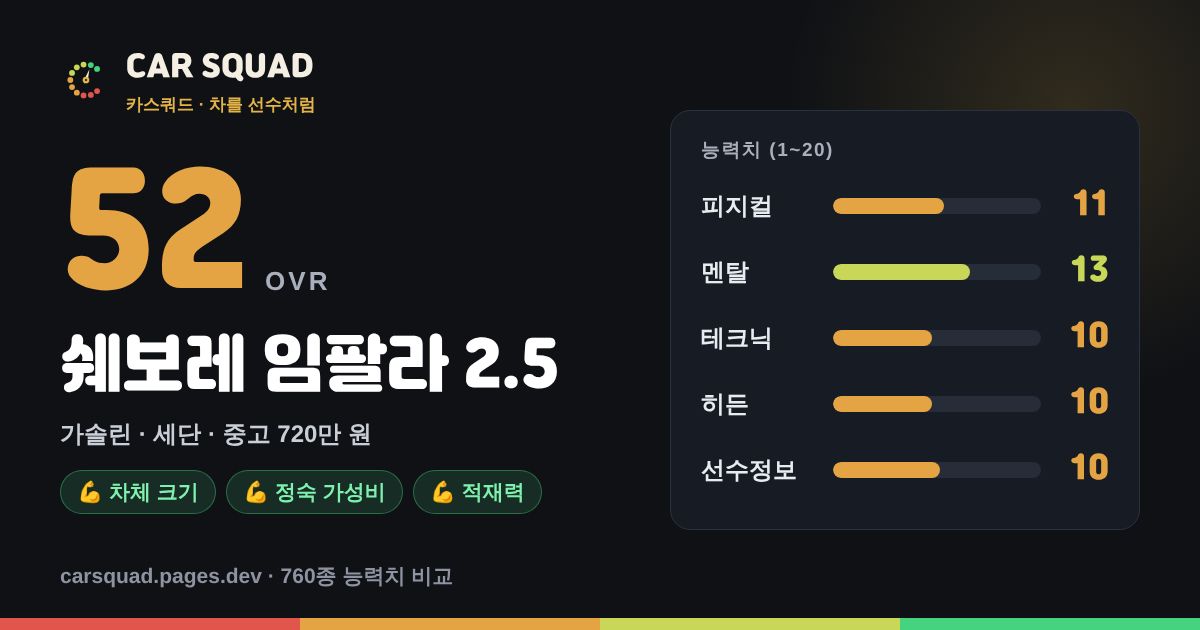 CAR SQUAD
카스쿼드 · 차를 선수처럼
52 OVR
쉐보레 임팔라 2.5
가솔린 · 세단 · 중고 720만 원
💪 차체 크기 💪 정숙 가성비 💪 적재력
carsquad.pages.dev · 760종 능력치 비교
능력치 (1~20)
피지컬 11
멘탈 13
테크닉 10
히든 10
선수정보 10